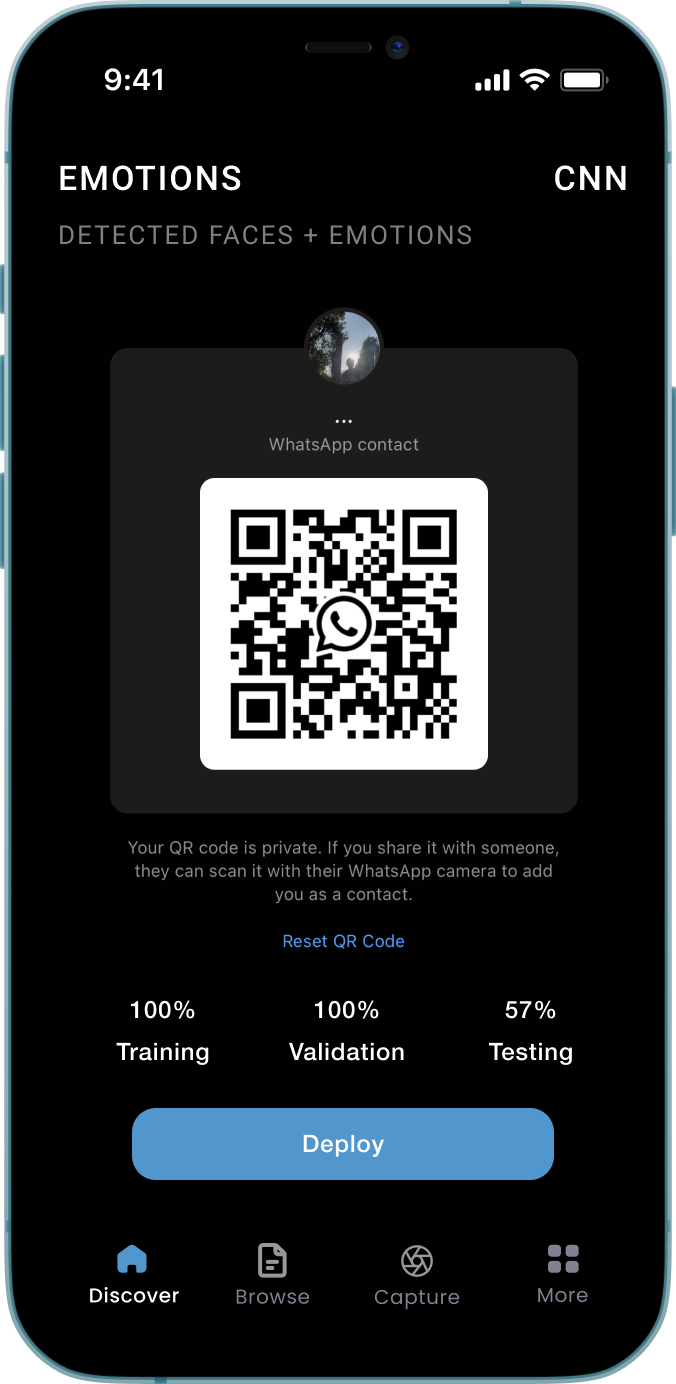 9:41
EMOTIONS
CNN
DETECTED FACES + EMOTIONS
...
WhatsApp contact
Your QR code is private. If you share it with someone,
they can scan it with their WhatsApp camera to add
you as a contact.
Reset QR Code
100% 100% 57%
Training Validation Testing
Deploy
Discover Browse Capture More